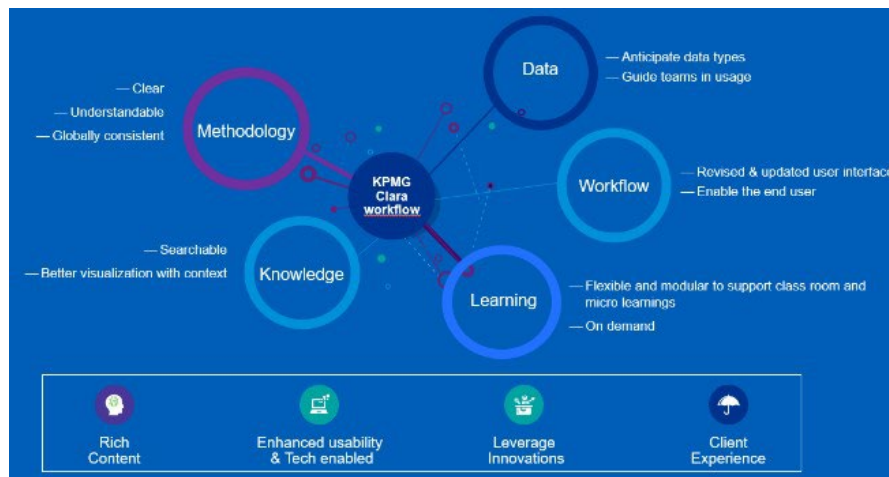 Data
— Anticipate data types
— Guide teams in usage
— Clear
— Understandable
— Globally consistent
Methodology
KPMG
Clara
workflow
Workflow
— Revised & updated user interface
— Enable the end user
— Searchable
— Better visualization with context
Knowledge
Learning
— Flexible and modular to support class room and
micro learnings
— On demand
Rich
Content
Enhanced usability
& Tech enabled
Leverage
Innovations
Client
Experience